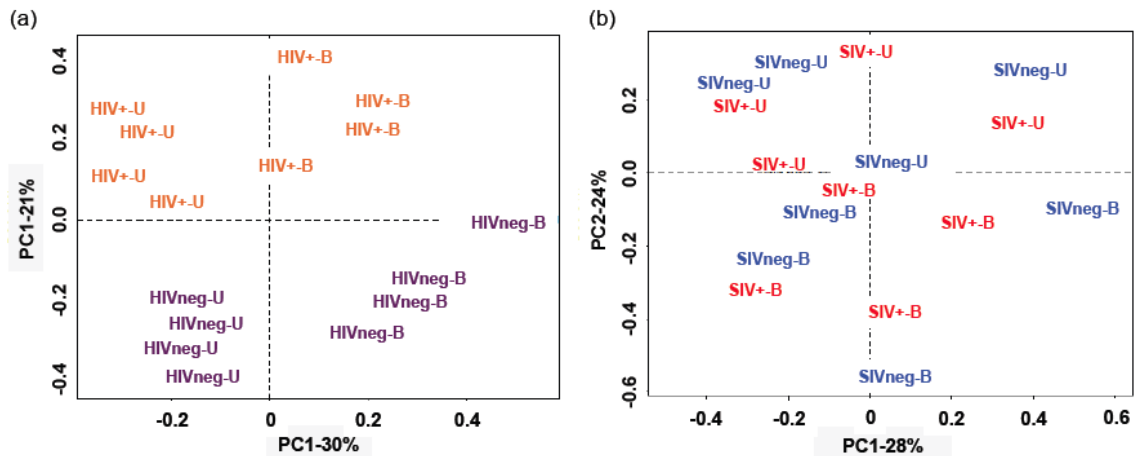 (a)
0.4
0.2
0.0
-0.2
-0.4
PC1-21%
HIV+-B
HIV+-U
HIV+-B
HIV+-U
HIV+-B
HIV+-B
HIV+-U
HIV+-U
HIVneg-B
HIVneg-B
HIVneg-U
HIVneg-B
HIVneg-U
HIVneg-B
HIVneg-U
HIVneg-U
-0.2
0
0.2
0.4
PC1-30%
(b)
0.2
0.0
-0.2
-0.4
-0.6
PC2-24%
SIV+-U
SIVneg-U
SIVneg-U
SIVneg-U
SIV+-U
SIV+-U
SIV+-U
SIVneg-U
SIV+-B
SIVneg-B
SIVneg-B
SIV+-B
SIVneg-B
SIV+-B
SIV+-B
SIVneg-B
-0.4
-0.2
0
0.2
0.4
0.6
PC1-28%